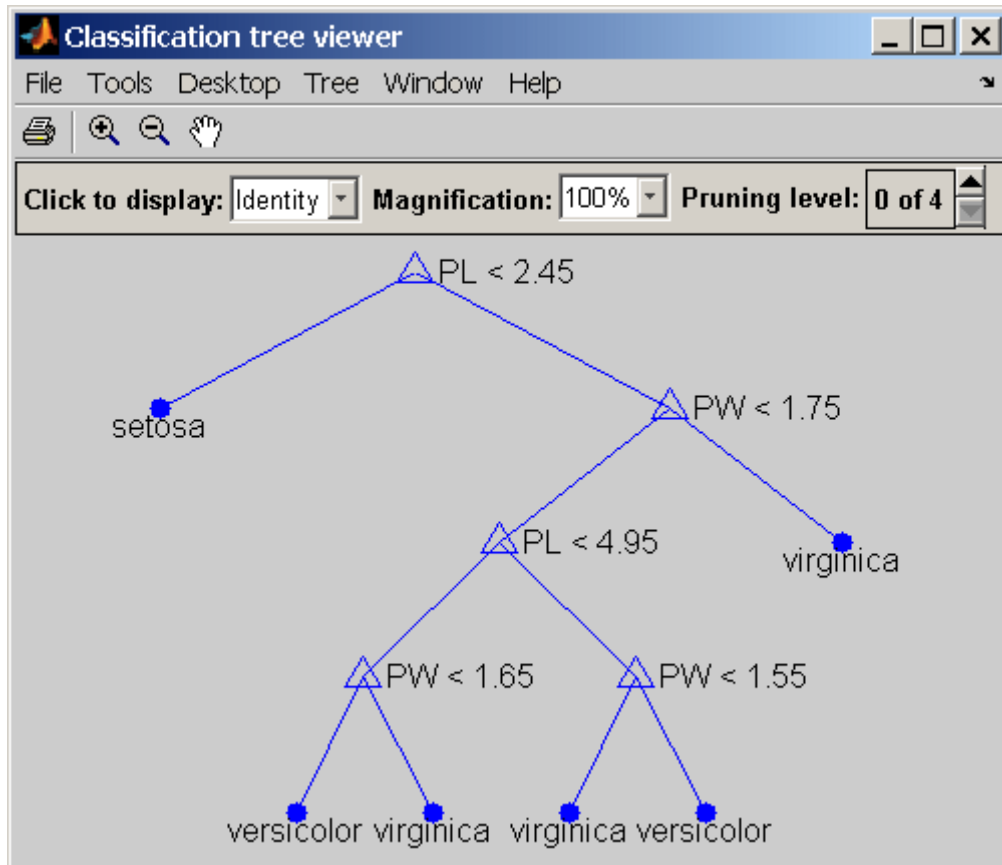 Classification tree viewer
File Tools Desktop Tree Window Help
Click to display: Identity Magnification: 100% Pruning level: 0 of 4
PL < 2.45
setosa
PW < 1.75
PL < 4.95
virginica
PW < 1.65
PW < 1.55
versicolor virginica virginica versicolor